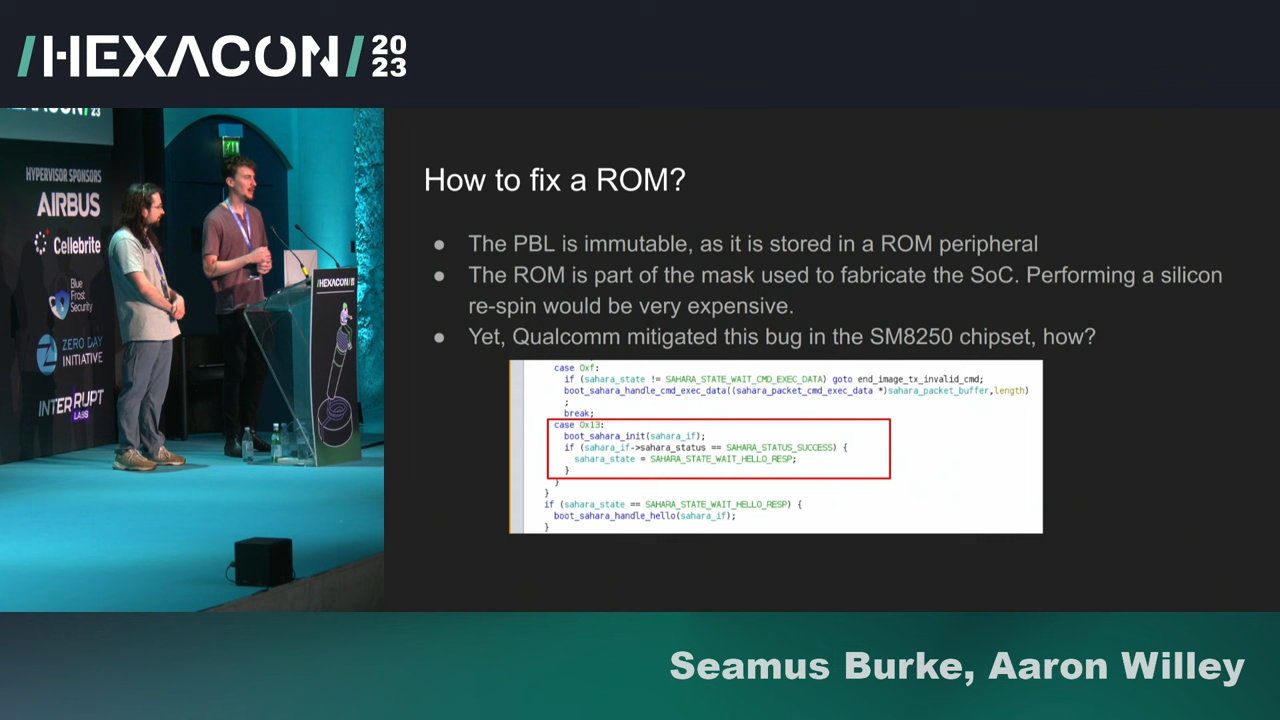 /HEXACON/ 20
23
HYPERVISOR SPONSORS
AIRBUS
Cellebrite
Blue
Frost
Security
ZERO DAY
INITIATIVE
INTERRUPT
LABS
/HEXACON/
How to fix a ROM?
● The PBL is immutable, as it is stored in a ROM peripheral
● The ROM is part of the mask used to fabricate the SoC. Performing a silicon
re-spin would be very expensive.
● Yet, Qualcomm mitigated this bug in the SM8250 chipset, how?
case 0xf:
if (sahara_state != SAHARA_STATE_WAIT_CMD_EXEC_DATA) goto end_image_tx_invalid_cmd;
boot_sahara_handle_cmd_exec_data((sahara_packet_cmd_exec_data *)sahara_packet_buffer,length)
;
break;
case 0x13:
boot_sahara_init(sahara_if);
if (sahara_if->sahara_status == SAHARA_STATUS_SUCCESS) {
sahara_state = SAHARA_STATE_WAIT_HELLO_RESP;
}
}
}
if (sahara_state == SAHARA_STATE_WAIT_HELLO_RESP) {
boot_sahara_handle_hello(sahara_if);
}
Seamus Burke, Aaron Willey